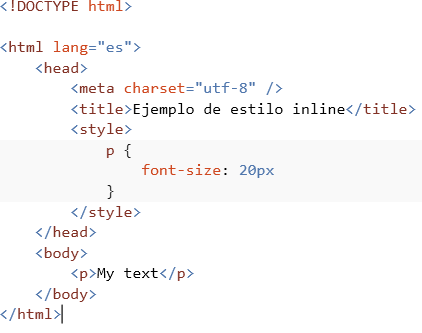 <!DOCTYPE html>
<html lang="es">
<head>
<meta charset="utf-8" />
<title>Ejemplo de estilo inline</title>
<style>
p {
font-size: 20px
}
</style>
</head>
<body>
<p>My text</p>
</body>
</html>